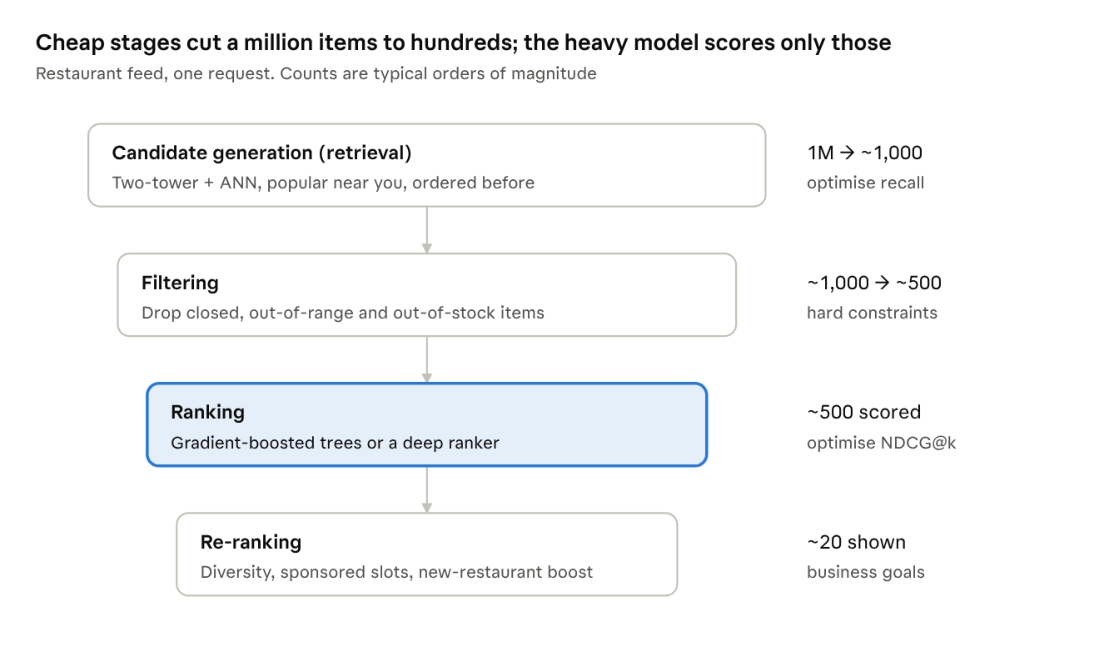 Cheap stages cut a million items to hundreds; the heavy model scores only those
Restaurant feed, one request. Counts are typical orders of magnitude
Candidate generation (retrieval)
Two-tower + ANN, popular near you, ordered before
1M → ~1,000
optimise recall
Filtering
Drop closed, out-of-range and out-of-stock items
~1,000 → ~500
hard constraints
Ranking
Gradient-boosted trees or a deep ranker
~500 scored
optimise NDCG@k
Re-ranking
Diversity, sponsored slots, new-restaurant boost
~20 shown
business goals